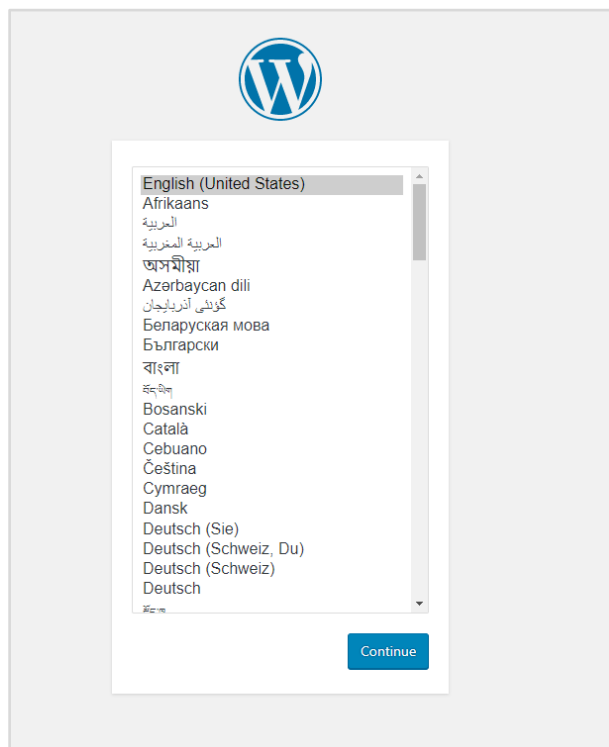 English (United States)
Afrikaans
العربية
العربية المغربية
অসমীয়া
Azərbaycan dili
گؤنئی آذربایجان
Беларуская мова
Български
বাংলা
བོད་ཡིག
Bosanski
Català
Cebuano
Čeština
Cymraeg
Dansk
Deutsch (Sie)
Deutsch (Schweiz, Du)
Deutsch (Schweiz)
Deutsch
Continue